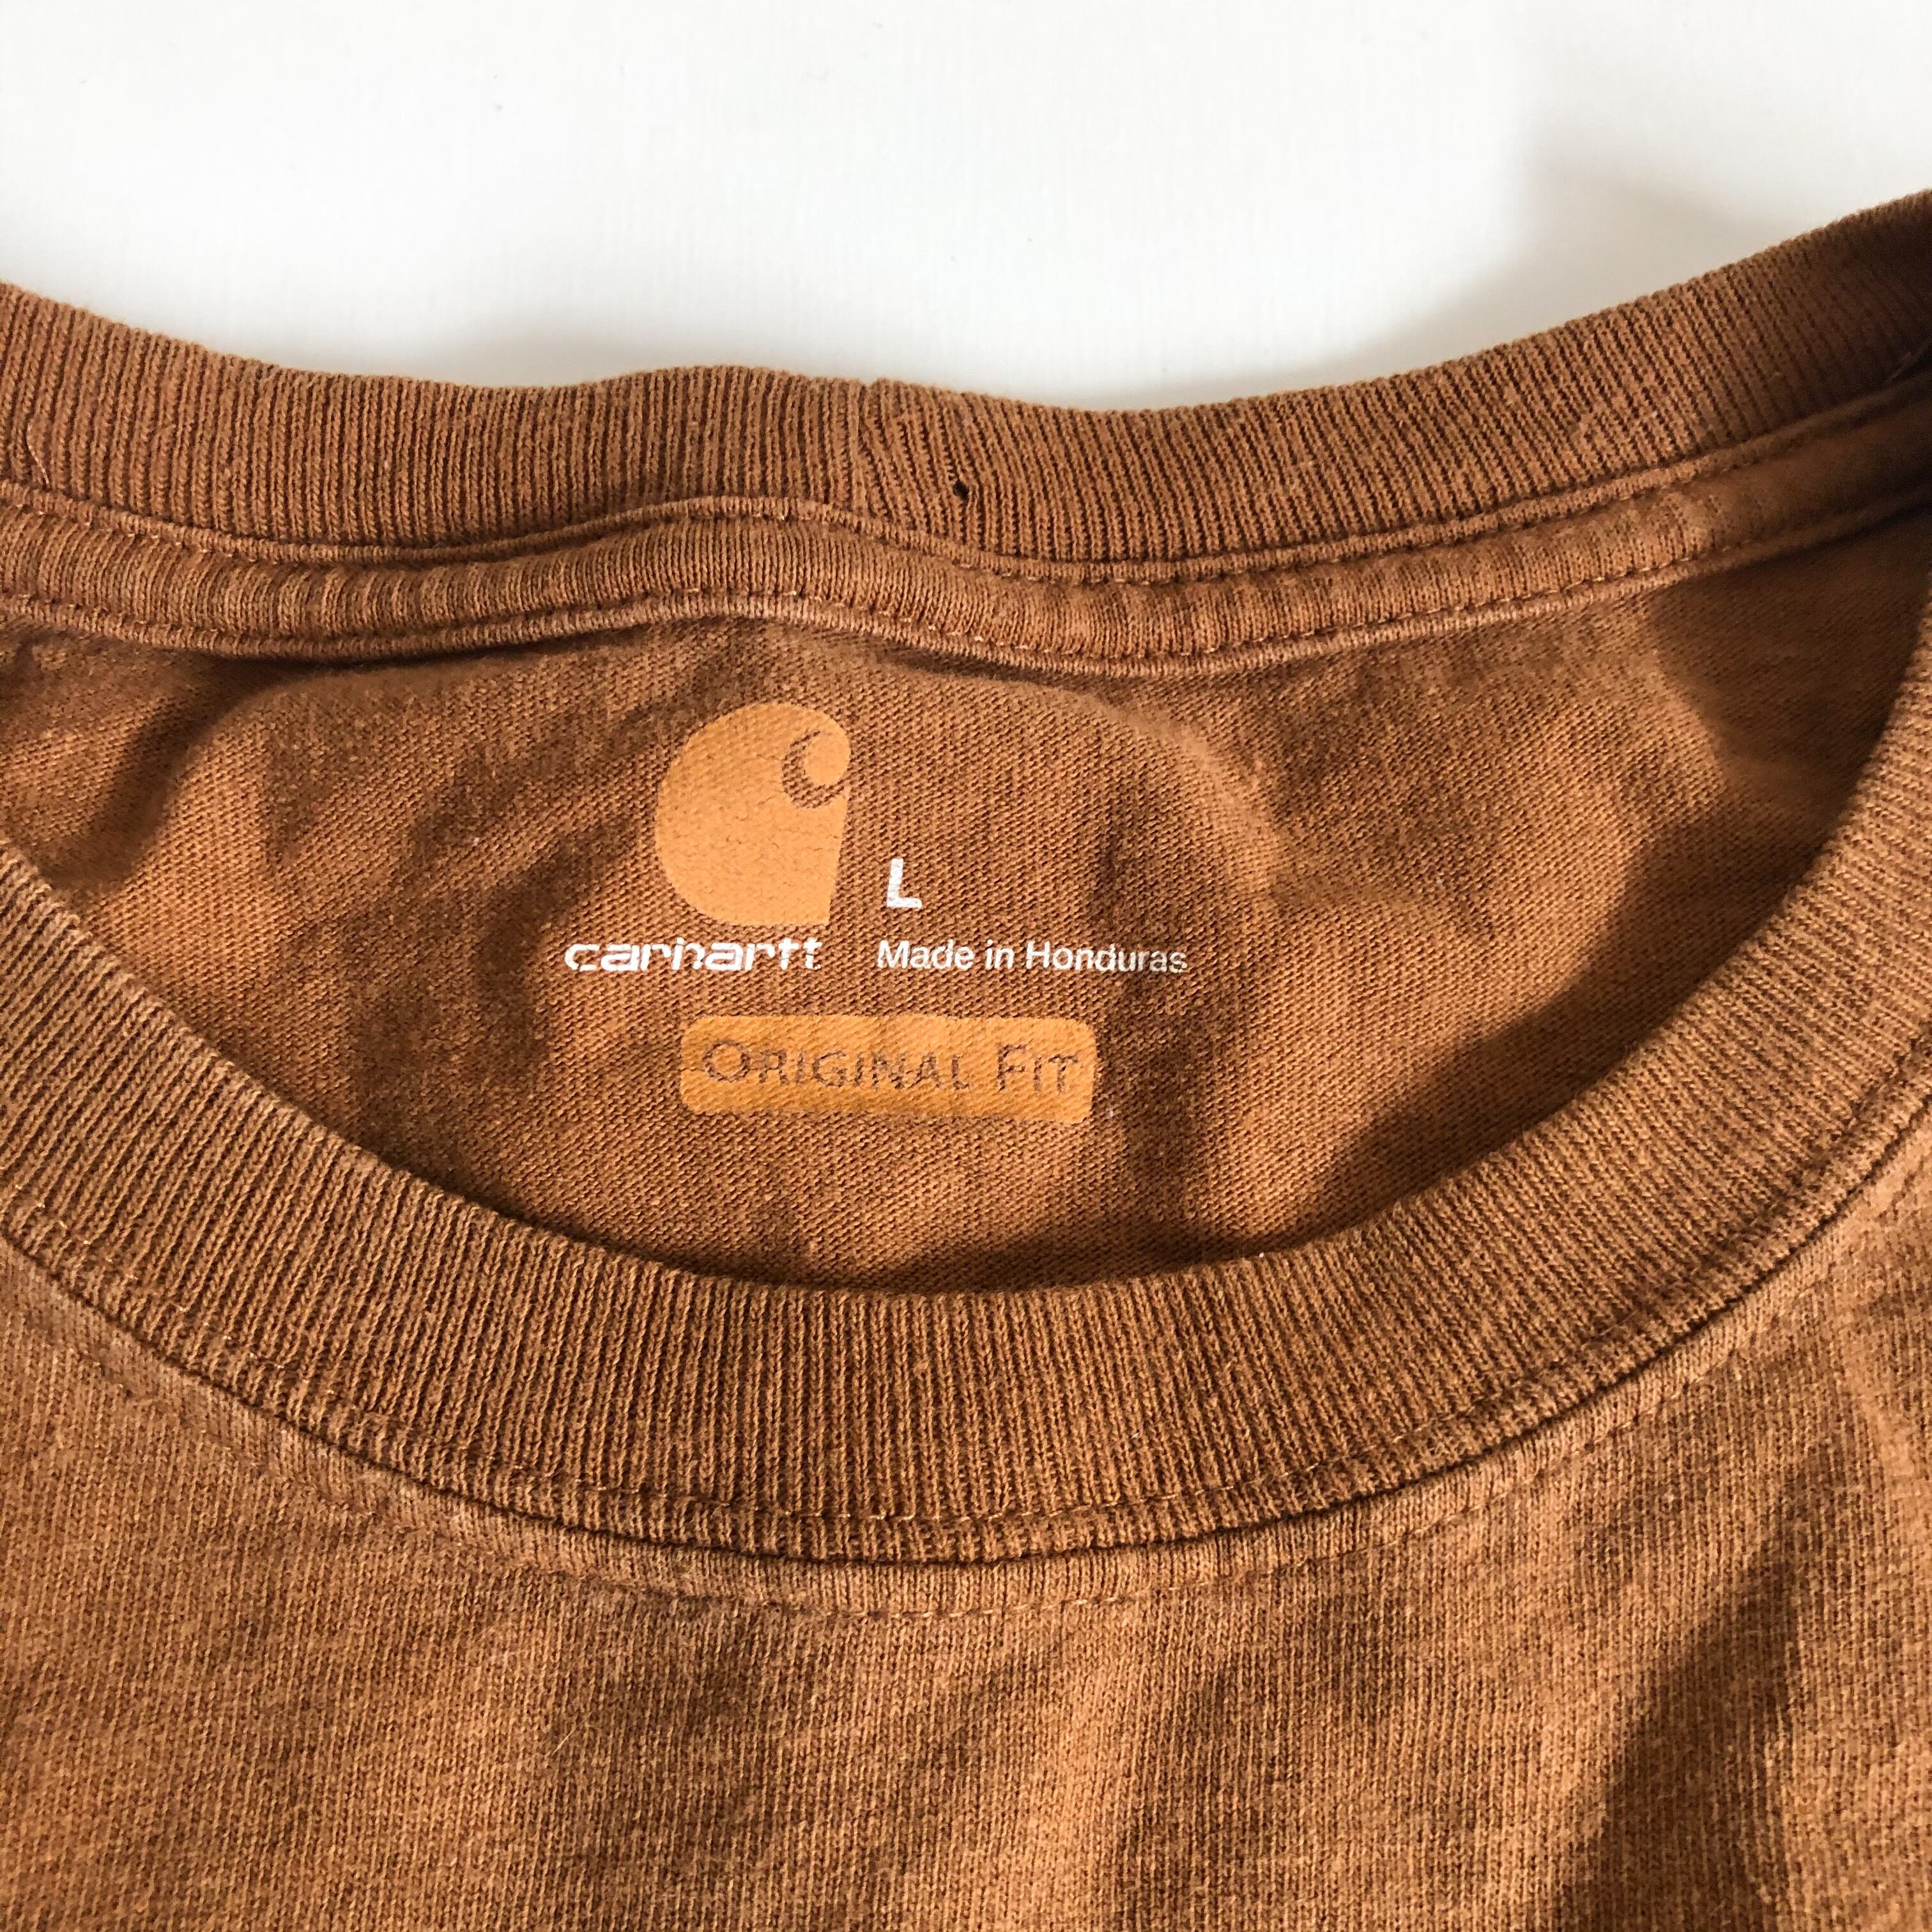 L
carhartt Made in Honduras
ORIGINAL FIT